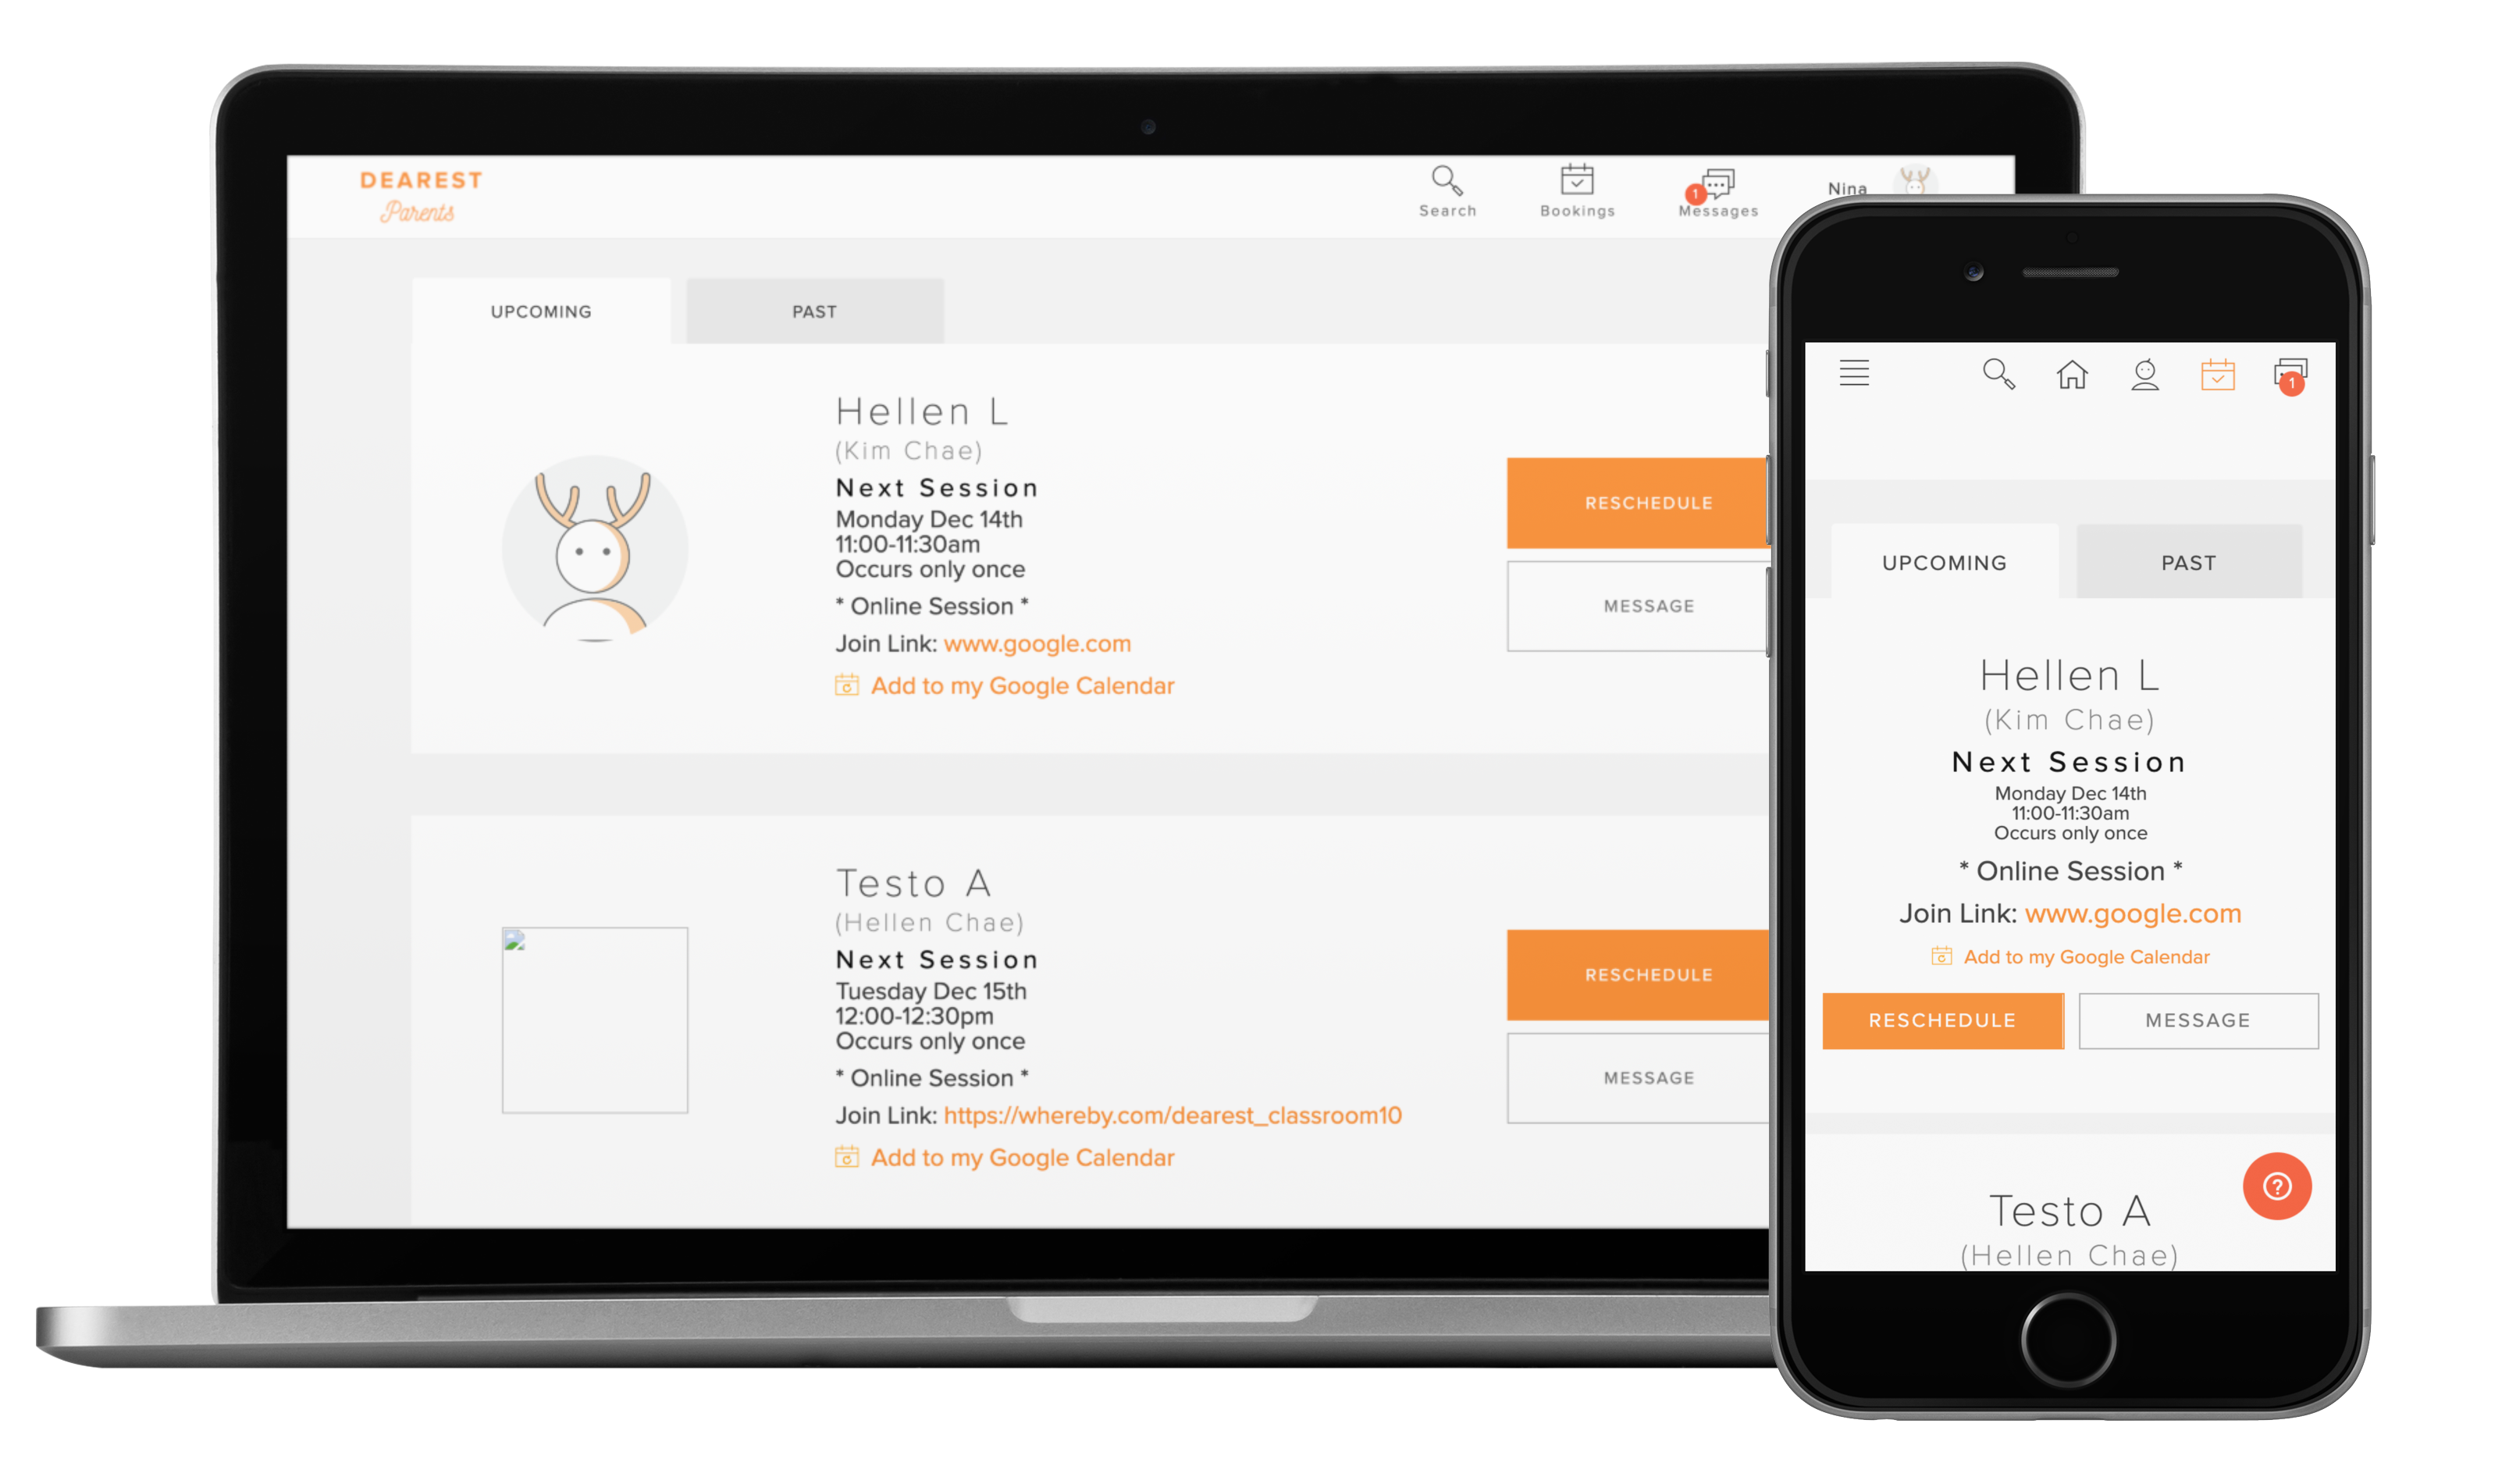 DEAREST
Parents
Search
Bookings
1
Messages
Nina
UPCOMING
PAST
Hellen L
(Kim Chae)
Next Session
Monday Dec 14th
11:00-11:30am
Occurs only once
* Online Session *
Join Link: www.google.com
Add to my Google Calendar
RESCHEDULE
MESSAGE
Testo A
(Hellen Chae)
Next Session
Tuesday Dec 15th
12:00-12:30pm
Occurs only once
* Online Session *
Join Link: https://whereby.com/dearest_classroom10
Add to my Google Calendar
RESCHEDULE
MESSAGE
1
UPCOMING
PAST
Hellen L
(Kim Chae)
Next Session
Monday Dec 14th
11:00-11:30am
Occurs only once
* Online Session *
Join Link: www.google.com
Add to my Google Calendar
RESCHEDULE
MESSAGE
?
Testo A
(Hellen Chae)